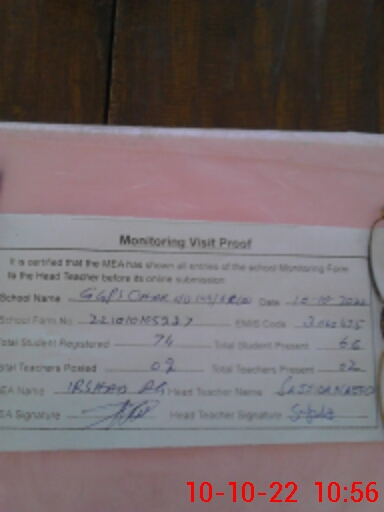 Monitoring Visit Proof
It is certified that the MEA has shown all entries of the school Monitoring Form
to the Head Teacher before its online submission
School Name GGPS Chak No Date 10-10-2022
School Form No. EMIS Code
Total Student Registered 74 Total Student Present 66
Total Teachers Posted 02 Total Teachers Present 02
MEA Name IRSHAD Head Teacher Name
MEA Signature Head Teacher Signature
10-10-22 10:56